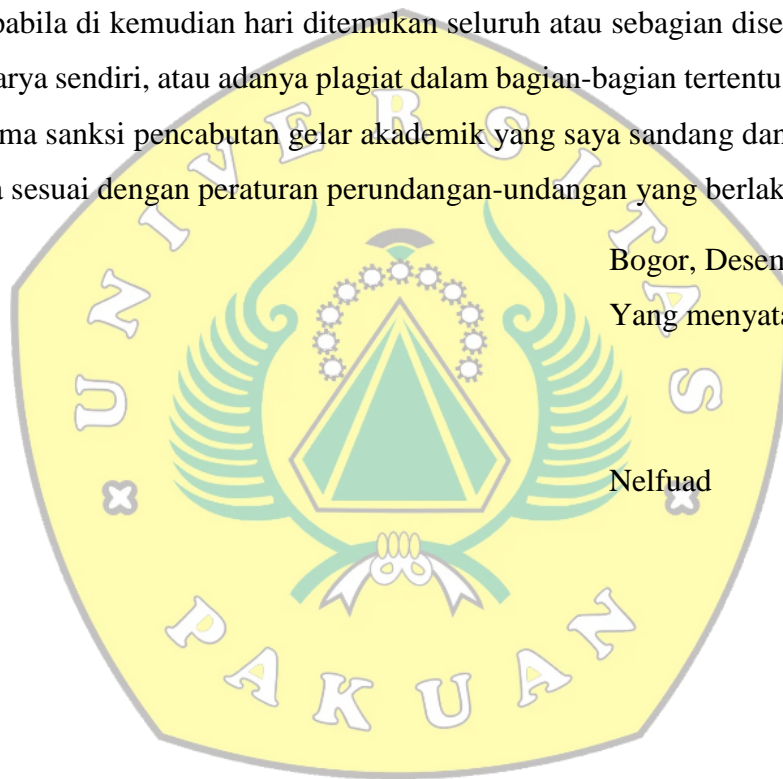 pabila di kemudian hari ditemukan seluruh atau sebagian dise
arya sendiri, atau adanya plagiat dalam bagian-bagian tertentu
ma sanksi pencabutan gelar akademik yang saya sandang dan
sesuai dengan peraturan perundangan-undangan yang berlak
Bogor, Desem
Yang menyata
Nelfuad
UNIVERSITAS
PAKUAN